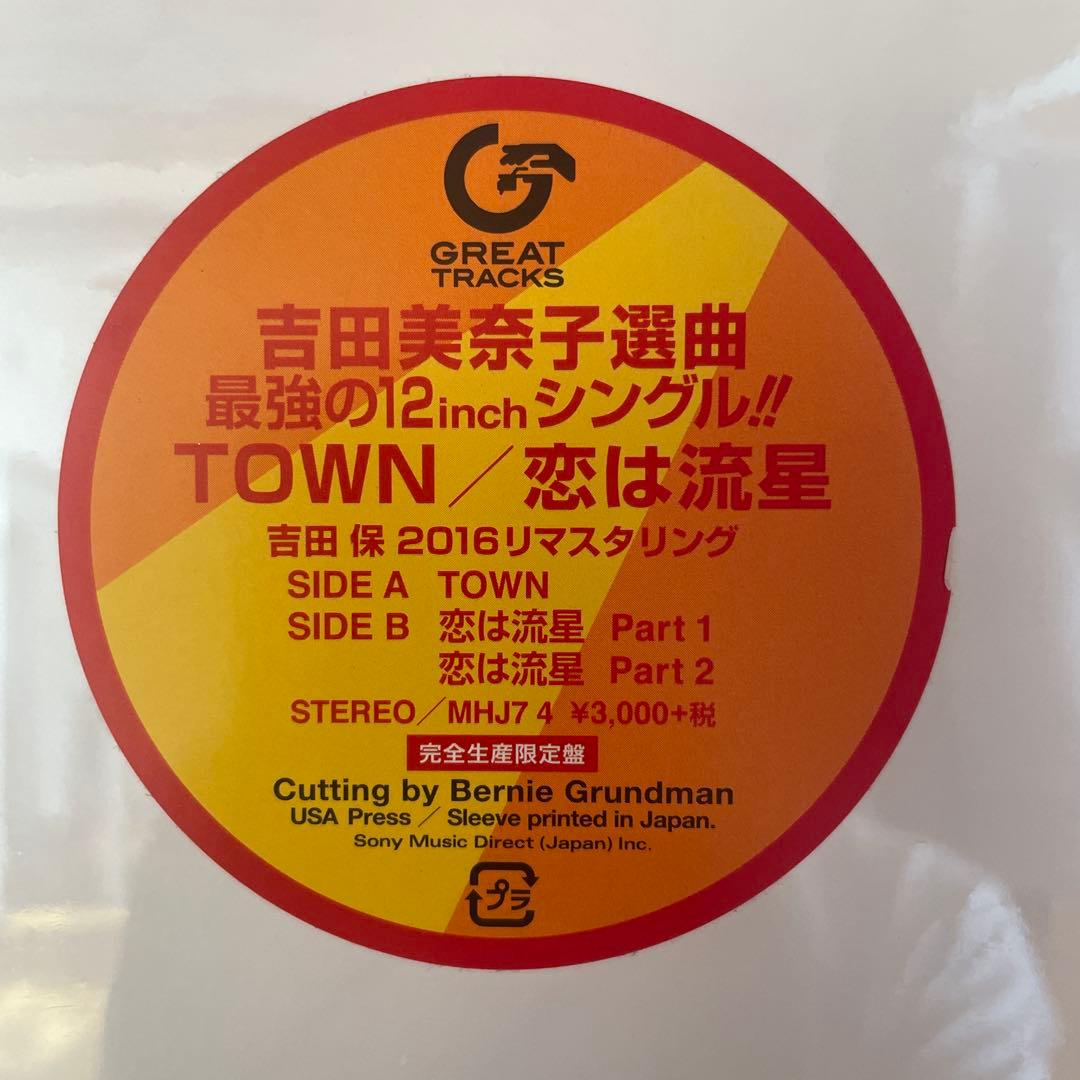 GREAT
TRACKS
吉田美奈子選曲
最強の12inchシングル!!
TOWN／恋は流星
吉田 保 2016リマスタリング
SIDE A TOWN
SIDE B 恋は流星 Part 1
恋は流星 Part 2
STEREO／MHJ7 4 ¥3,000+税
完全生産限定盤
Cutting by Bernie Grundman
USA Press ／ Sleeve printed in Japan.
Sony Music Direct (Japan) Inc.
プラ